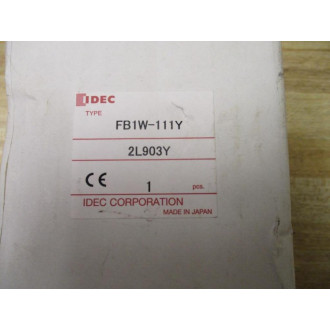 IDEC
TYPE
FB1W-111Y
2L903Y
CE 1 pcs.
IDEC CORPORATION
MADE IN JAPAN